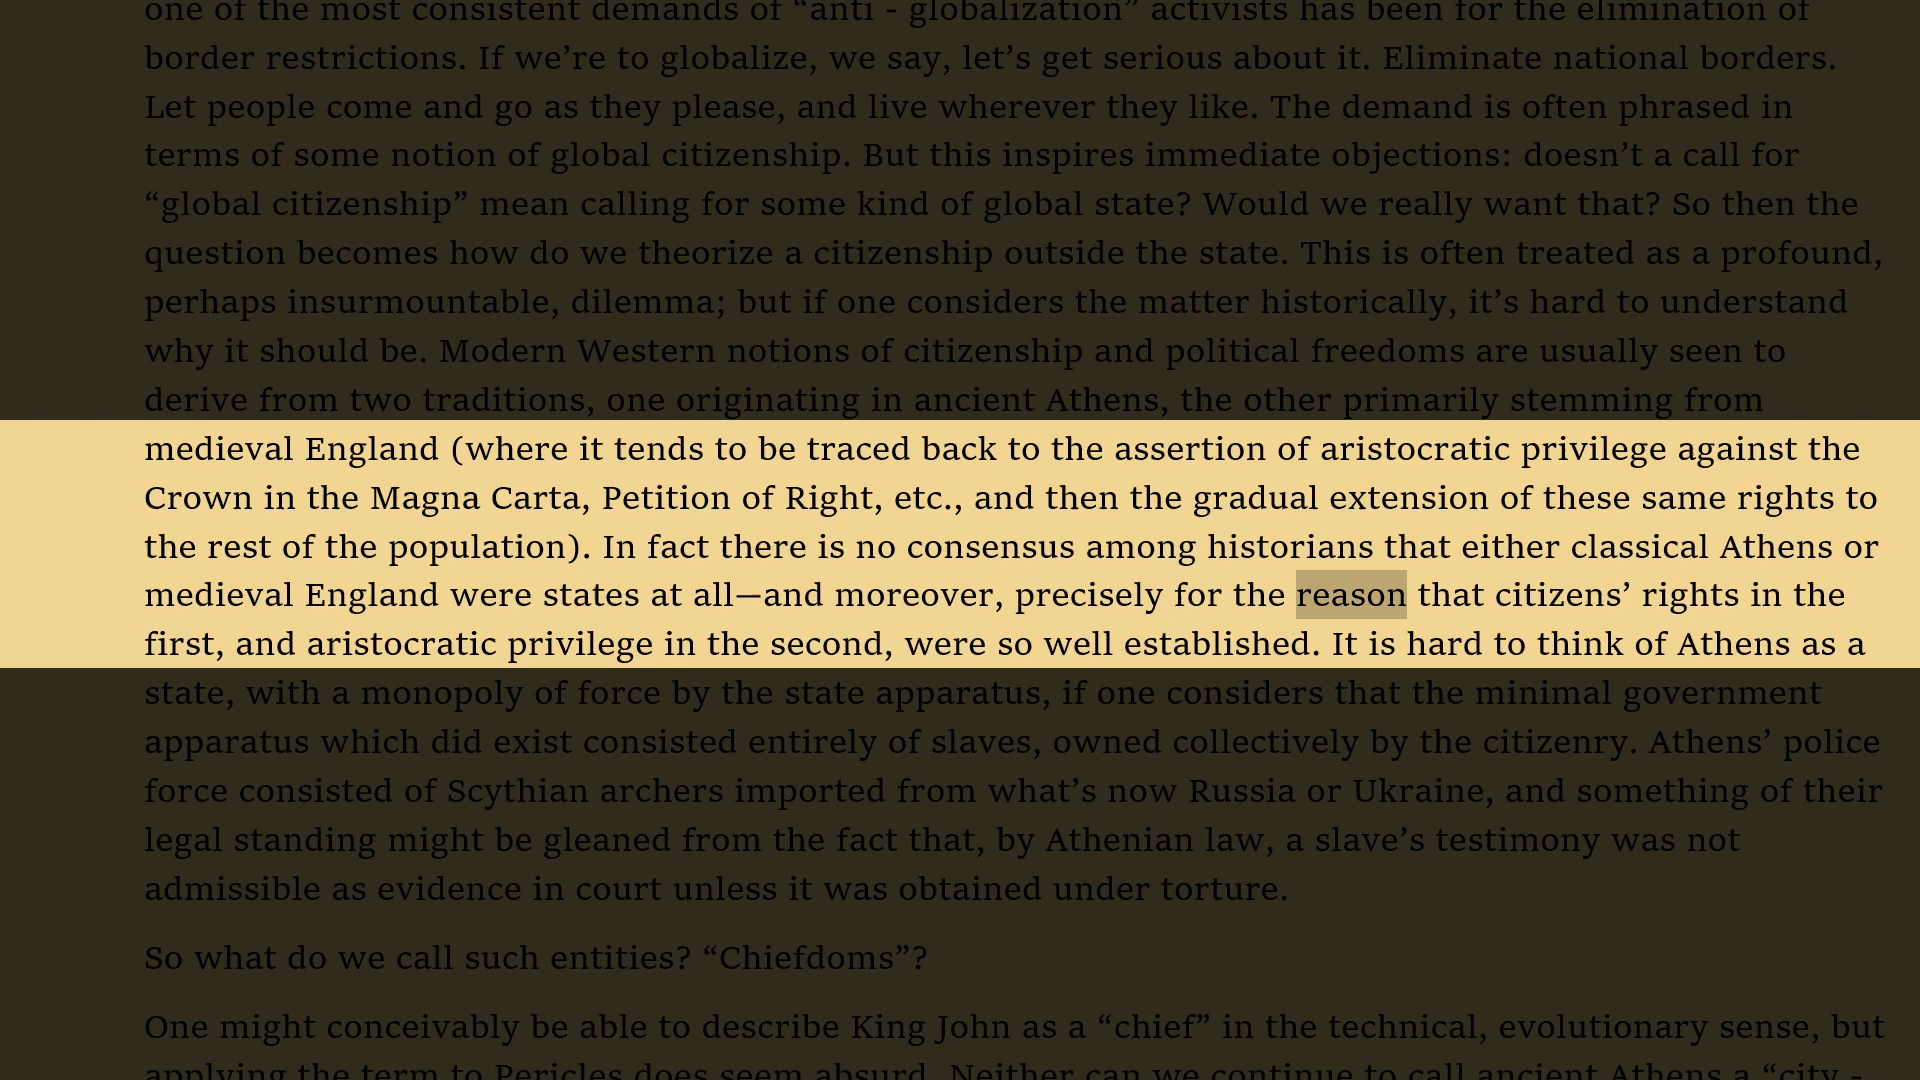 one of the most consistent demands of “anti - globalization” activists has been for the elimination of
border restrictions. If we’re to globalize, we say, let’s get serious about it. Eliminate national borders.
Let people come and go as they please, and live wherever they like. The demand is often phrased in
terms of some notion of global citizenship. But this inspires immediate objections: doesn’t a call for
“global citizenship” mean calling for some kind of global state? Would we really want that? So then the
question becomes how do we theorize a citizenship outside the state. This is often treated as a profound,
perhaps insurmountable, dilemma; but if one considers the matter historically, it’s hard to understand
why it should be. Modern Western notions of citizenship and political freedoms are usually seen to
derive from two traditions, one originating in ancient Athens, the other primarily stemming from
medieval England (where it tends to be traced back to the assertion of aristocratic privilege against the
Crown in the Magna Carta, Petition of Right, etc., and then the gradual extension of these same rights to
the rest of the population). In fact there is no consensus among historians that either classical Athens or
medieval England were states at all—and moreover, precisely for the reason that citizens’ rights in the
first, and aristocratic privilege in the second, were so well established. It is hard to think of Athens as a
state, with a monopoly of force by the state apparatus, if one considers that the minimal government
apparatus which did exist consisted entirely of slaves, owned collectively by the citizenry. Athens’ police
force consisted of Scythian archers imported from what’s now Russia or Ukraine, and something of their
legal standing might be gleaned from the fact that, by Athenian law, a slave’s testimony was not
admissible as evidence in court unless it was obtained under torture.
So what do we call such entities? “Chiefdoms”?
One might conceivably be able to describe King John as a “chief” in the technical, evolutionary sense, but
applying the term to Pericles does seem absurd. Neither can we continue to call ancient Athens a “city -